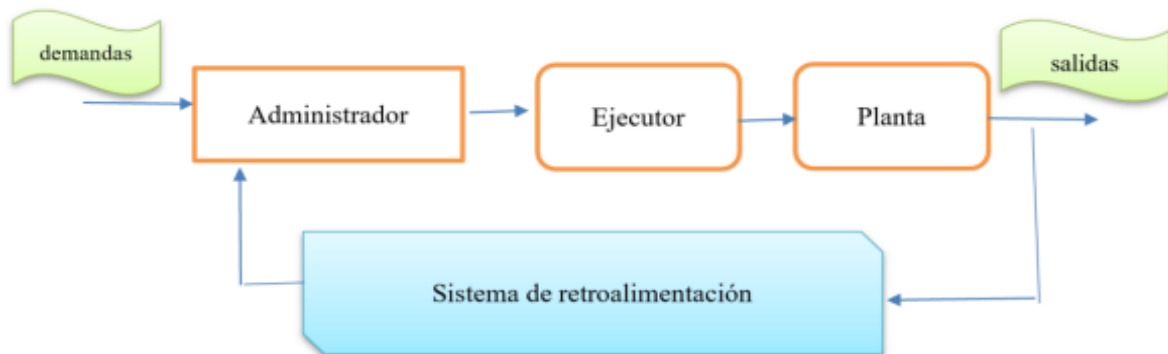 demandas
salidas
Administrador
Ejecutor
Planta
Sistema de retroalimentación